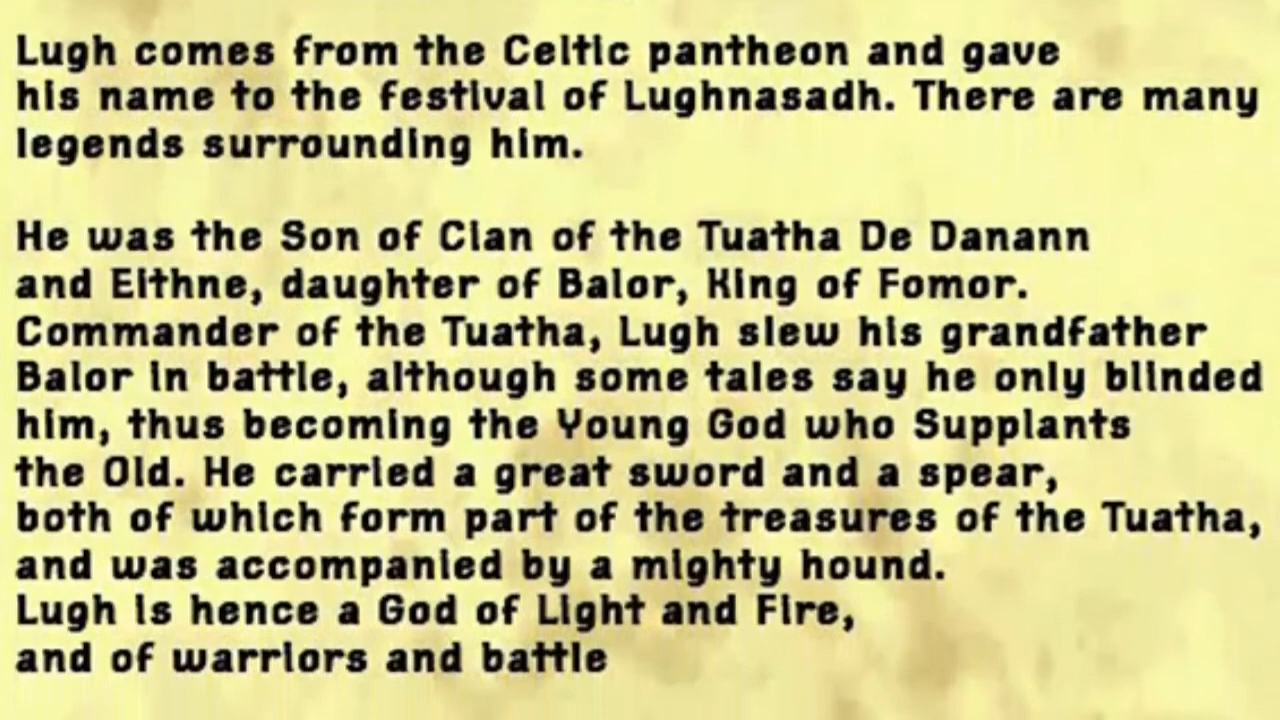 Lugh comes from the Celtic pantheon and gave
his name to the festival of Lughnasadh. There are many
legends surrounding him.

He was the Son of Cian of the Tuatha De Danann
and Eithne, daughter of Balor, King of Fomor.
Commander of the Tuatha, Lugh slew his grandfather
Balor in battle, although some tales say he only blinded
him, thus becoming the Young God who Supplants
the Old. He carried a great sword and a spear,
both of which form part of the treasures of the Tuatha,
and was accompanied by a mighty hound.
Lugh is hence a God of Light and Fire,
and of warriors and battle